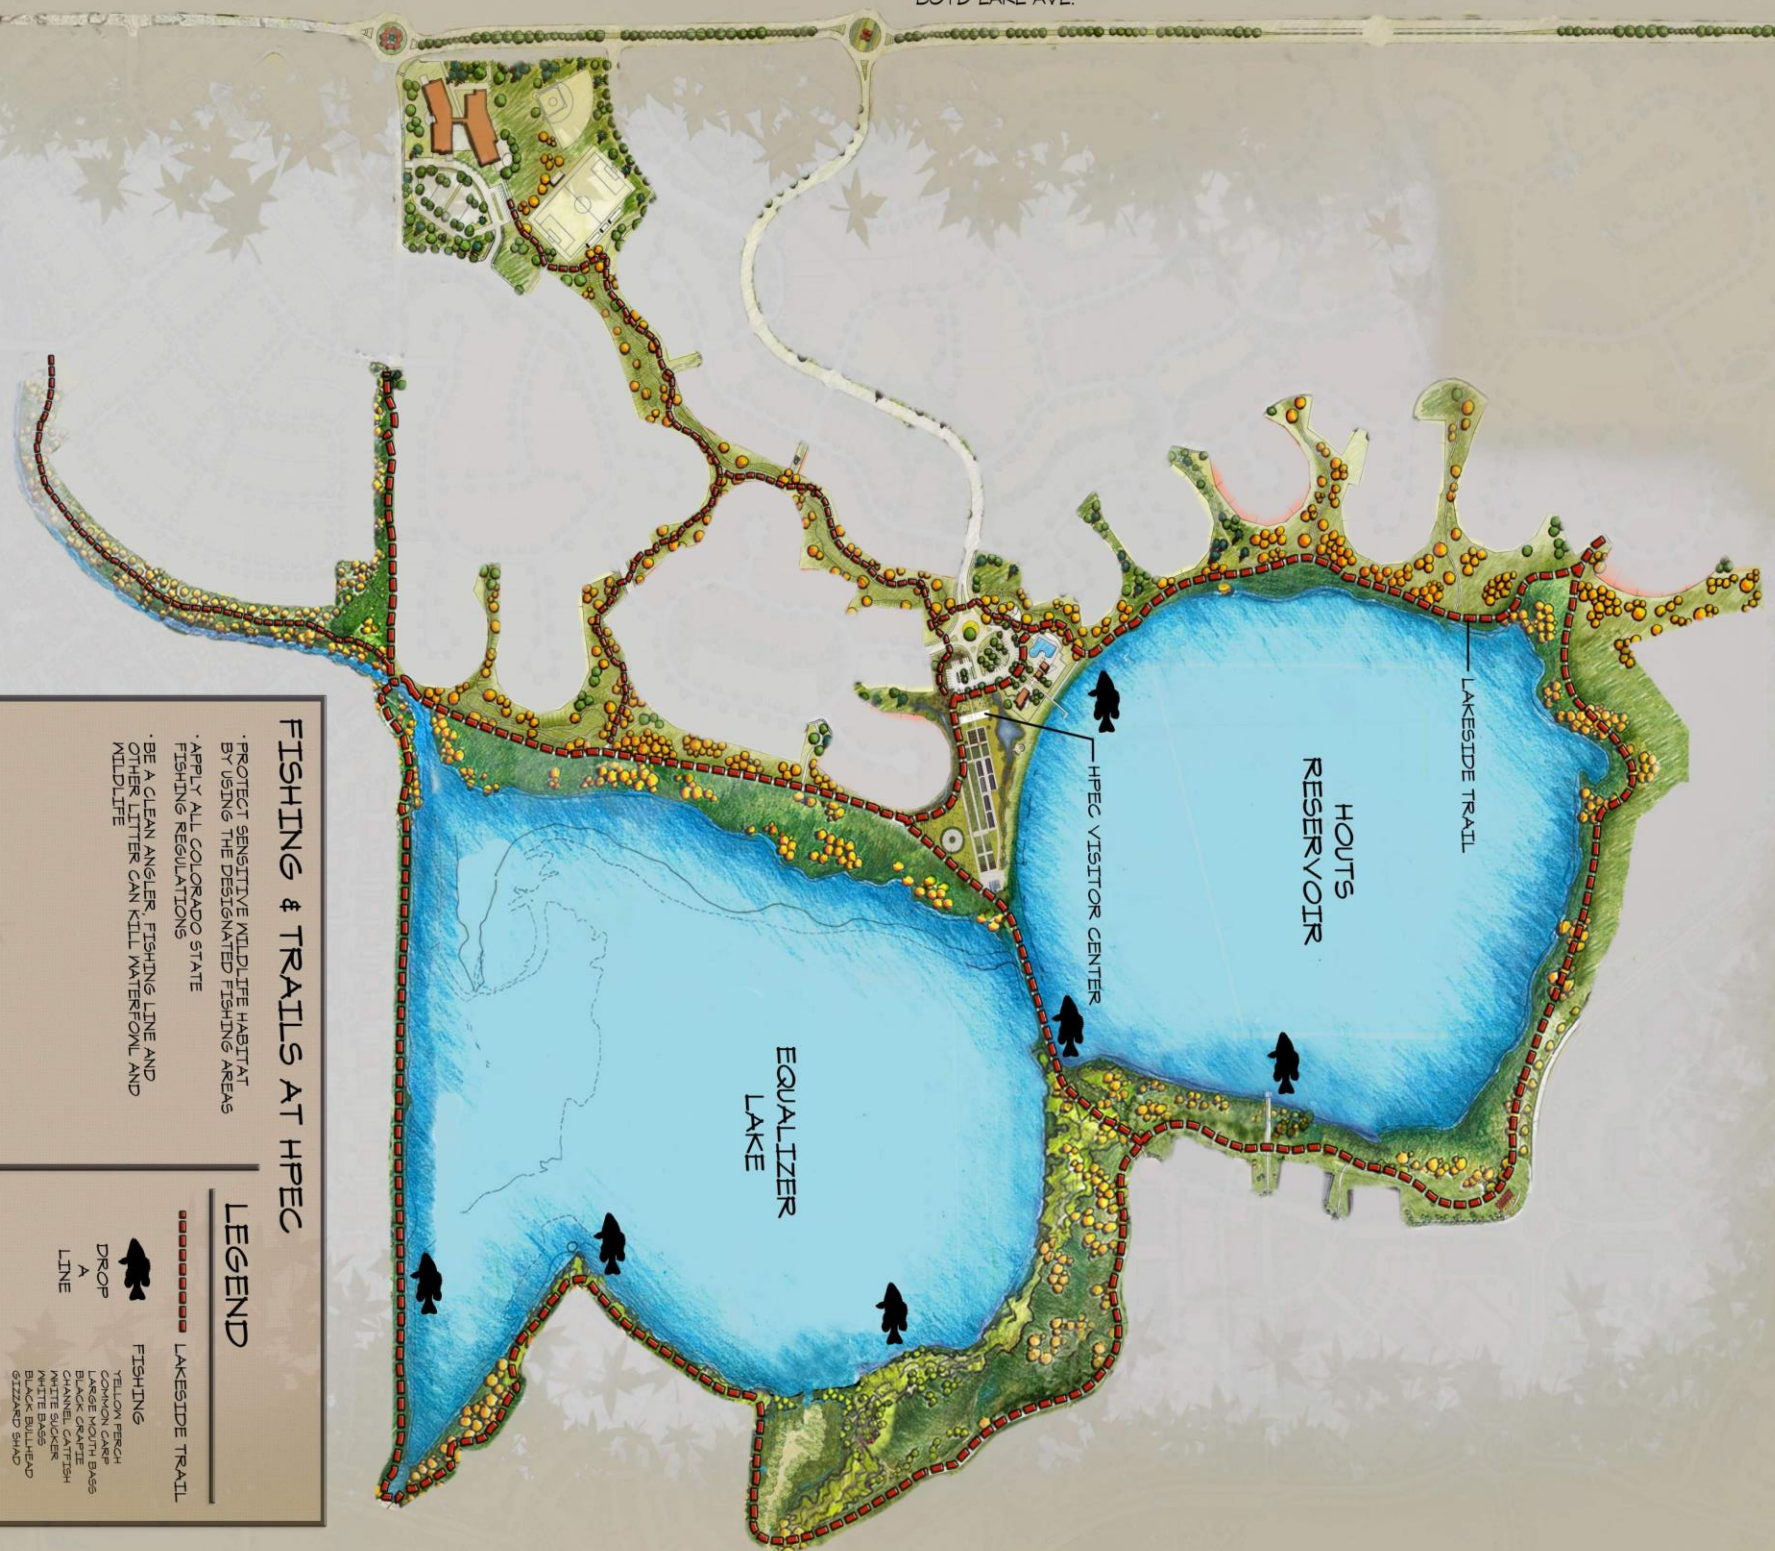 BOYD LAKE AVE.
LAKESIDE TRAIL
HOUTS
RESERVOIR
HPEC VISITOR CENTER
EQUALIZER
LAKE
FISHING & TRAILS AT HPEC
· PROTECT SENSITIVE WILDLIFE HABITAT
BY USING THE DESIGNATED FISHING AREAS
· APPLY ALL COLORADO STATE
FISHING REGULATIONS
· BE A CLEAN ANGLER, FISHING LINE AND
OTHER LITTER CAN KILL WATERFOWL AND
WILDLIFE
LEGEND
LAKESIDE TRAIL
DROP
A
LINE
FISHING
YELLOW PERCH
COMMON CARP
LARGE MOUTH BASS
BLACK CRAPIE
CHANNEL CATFISH
WHITE SUCKER
WHITE BASS
BLACK BULLHEAD
GIZZARD SHAD